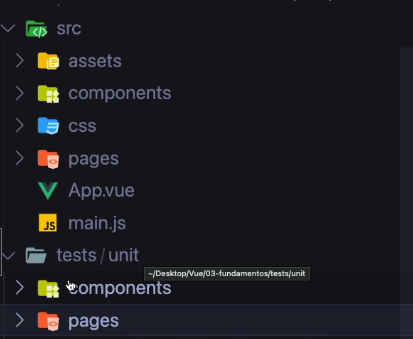 src
assets
components
css
pages
App.vue
JS main.js
tests/unit
~/Desktop/Vue/03-fundamentos/tests/unit
components
pages